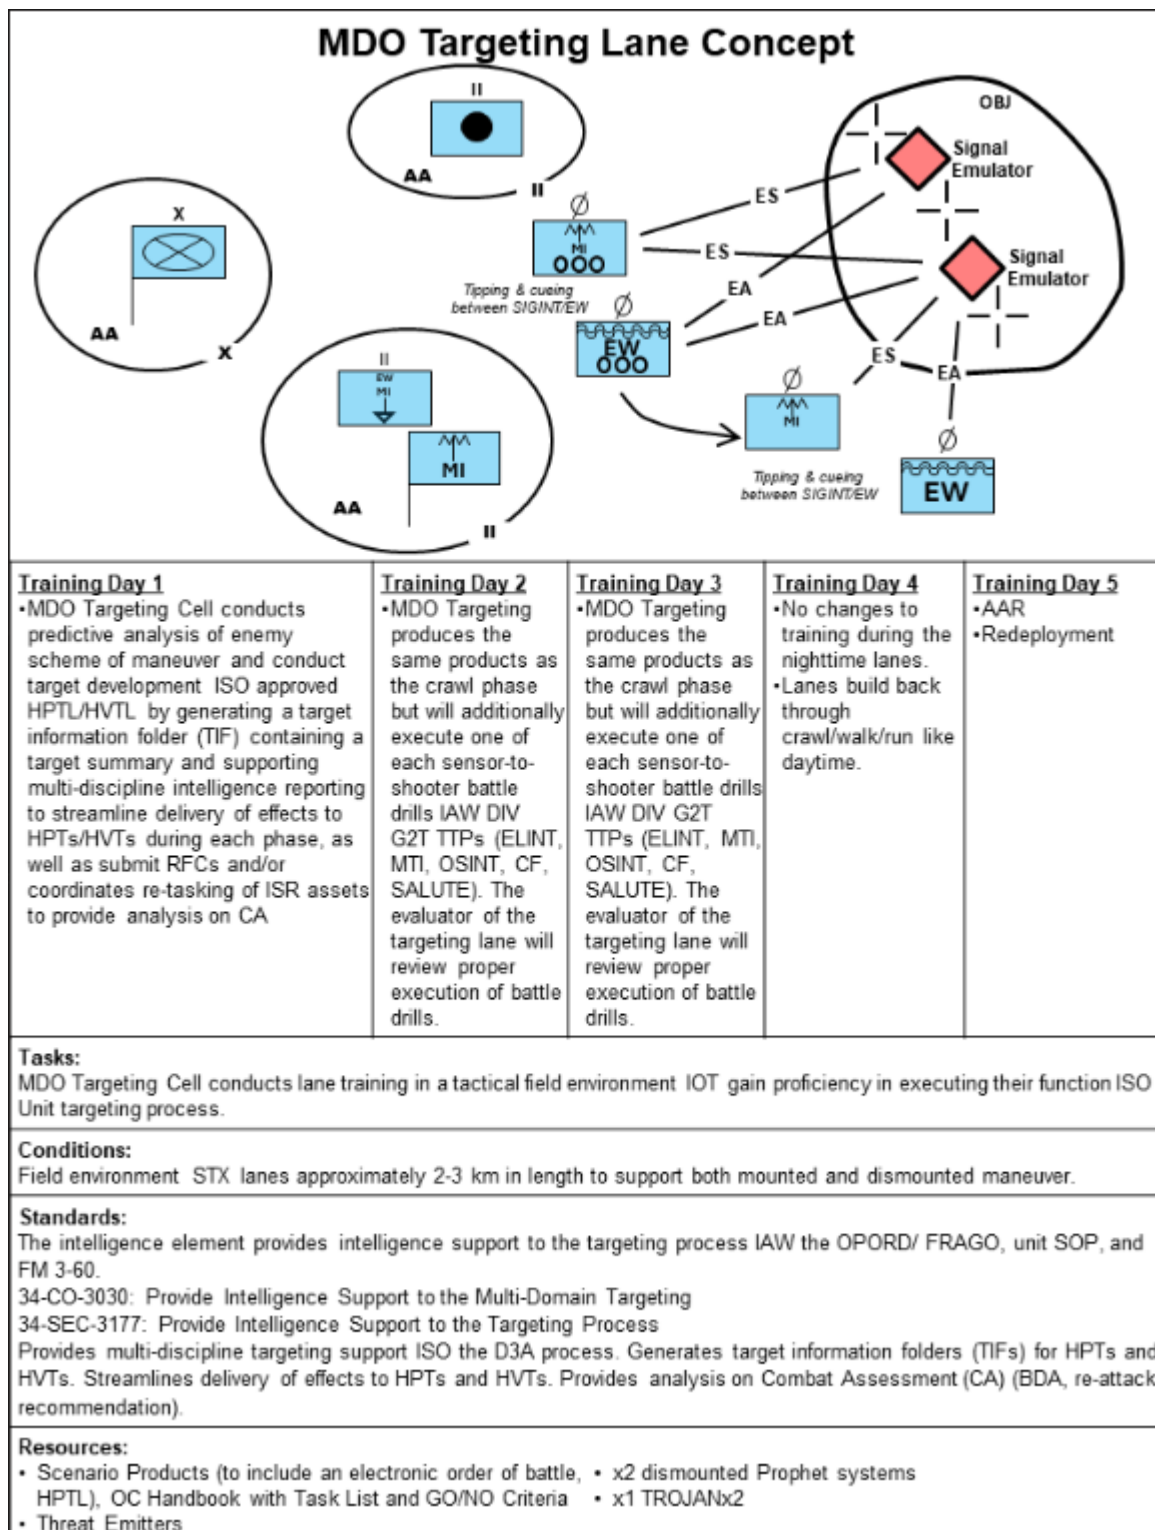 MDO Targeting Lane Concept
II
AA
II
X
AA
X
OBJ
Signal
Emulator
Signal
Emulator
ES
ES
EA
EA
ES
EA
Ø
MI
OOO
Tipping & cueing
between SIGINT/EW
Ø
EW
OOO
Ø
MI
Tipping & cueing
between SIGINT/EW
Ø
EW
II
EW
MI
MI
AA
II
Training Day 1
•MDO Targeting Cell conducts
predictive analysis of enemy
scheme of maneuver and conduct
target development ISO approved
HPTL/HVTL by generating a target
information folder (TIF) containing a
target summary and supporting
multi-discipline intelligence reporting
to streamline delivery of effects to
HPTs/HVTs during each phase, as
well as submit RFCs and/or
coordinates re-tasking of ISR assets
to provide analysis on CA
Training Day 2
•MDO Targeting
produces the
same products as
the crawl phase
but will additionally
execute one of
each sensor-to-
shooter battle
drills IAW DIV
G2T TTPs (ELINT,
MTI, OSINT, CF,
SALUTE). The
evaluator of the
targeting lane will
review proper
execution of battle
drills.
Training Day 3
•MDO Targeting
produces the
same products as
the crawl phase
but will additionally
execute one of
each sensor-to-
shooter battle drills
IAW DIV G2T
TTPs (ELINT, MTI,
OSINT, CF,
SALUTE). The
evaluator of the
targeting lane will
review proper
execution of battle
drills.
Training Day 4
•No changes to
training during the
nighttime lanes.
•Lanes build back
through
crawl/walk/run like
daytime.
Training Day 5
•AAR
•Redeployment
Tasks:
MDO Targeting Cell conducts lane training in a tactical field environment IOT gain proficiency in executing their function ISO
Unit targeting process.
Conditions:
Field environment STX lanes approximately 2-3 km in length to support both mounted and dismounted maneuver.
Standards:
The intelligence element provides intelligence support to the targeting process IAW the OPORD/ FRAGO, unit SOP, and
FM 3-60.
34-CO-3030: Provide Intelligence Support to the Multi-Domain Targeting
34-SEC-3177: Provide Intelligence Support to the Targeting Process
Provides multi-discipline targeting support ISO the D3A process. Generates target information folders (TIFs) for HPTs and
HVTs. Streamlines delivery of effects to HPTs and HVTs. Provides analysis on Combat Assessment (CA) (BDA, re-attack
recommendation).
Resources:
• Scenario Products (to include an electronic order of battle,
HPTL), OC Handbook with Task List and GO/NO Criteria
• Threat Emitters
• x2 dismounted Prophet systems
• x1 TROJANx2